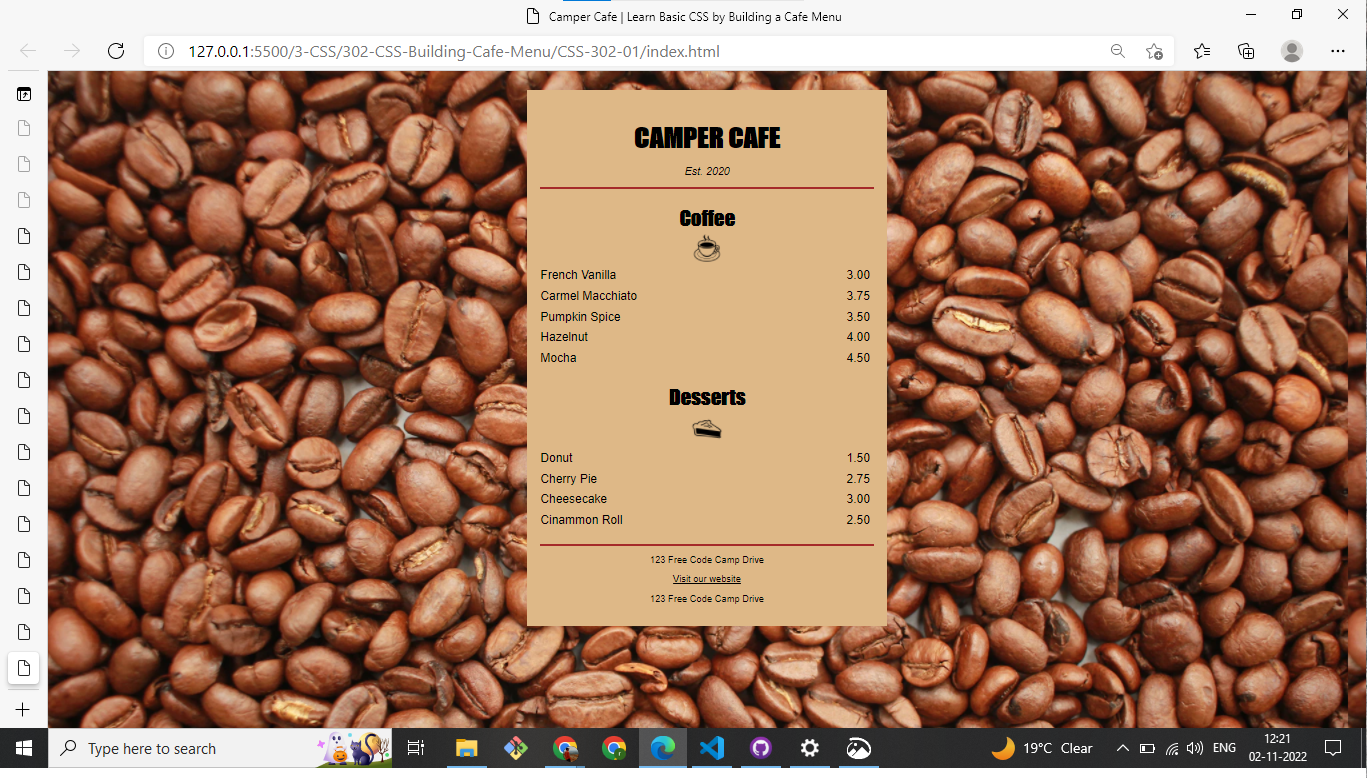 Camper Cafe | Learn Basic CSS by Building a Cafe Menu
127.0.0.1:5500/3-CSS/302-CSS-Building-Cafe-Menu/CSS-302-01/index.html
CAMPER CAFE
Est. 2020
Coffee
French Vanilla 3.00
Carmel Macchiato 3.75
Pumpkin Spice 3.50
Hazelnut 4.00
Mocha 4.50
Desserts
Donut 1.50
Cherry Pie 2.75
Cheesecake 3.00
Cinammon Roll 2.50
123 Free Code Camp Drive
Visit our website
123 Free Code Camp Drive
Type here to search
19°C Clear
ENG
12:21
02-11-2022